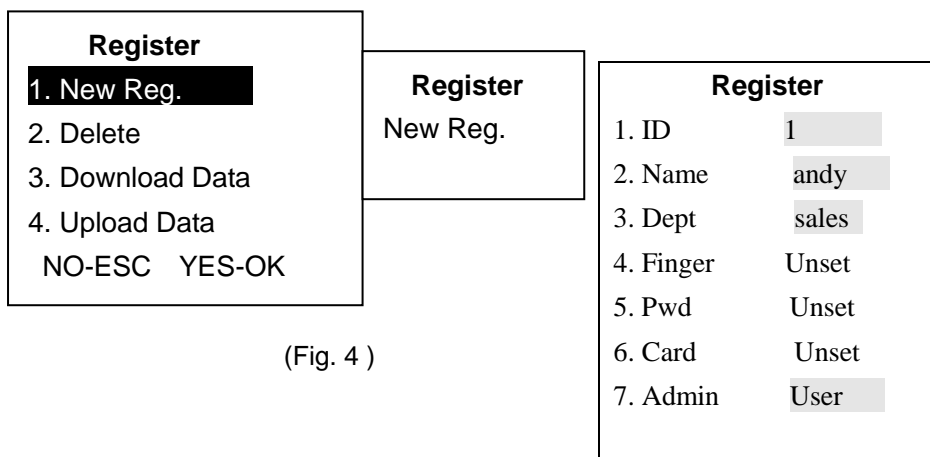 Register
1. New Reg.
2. Delete
3. Download Data
4. Upload Data
NO-ESC YES-OK
Register
New Reg.
(Fig. 4 )
Register
1. ID 1
2. Name andy
3. Dept sales
4. Finger Unset
5. Pwd Unset
6. Card Unset
7. Admin User